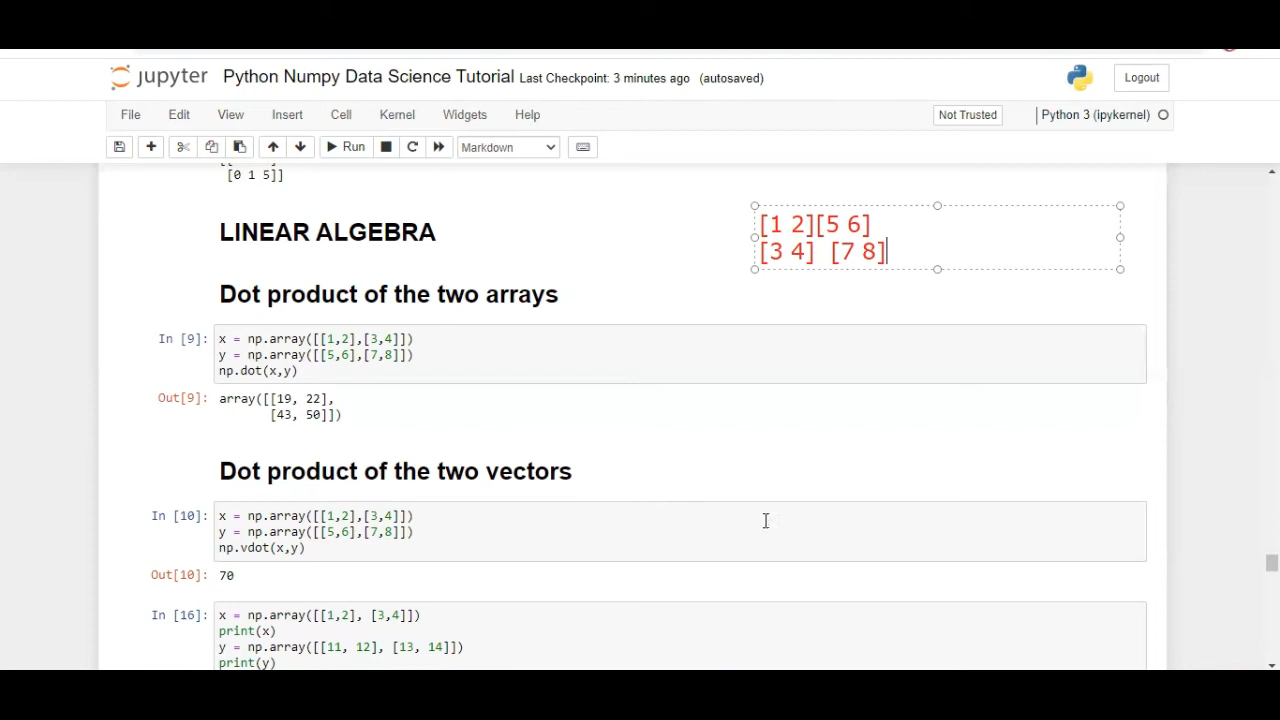 jupyter Python Numpy Data Science Tutorial Last Checkpoint: 3 minutes ago (autosaved) Logout
File Edit View Insert Cell Kernel Widgets Help Not Trusted Python 3 (ipykernel)
Run Markdown
[0 1 5]]
LINEAR ALGEBRA
[1 2][5 6]
[3 4] [7 8]
Dot product of the two arrays
In [9]: x = np.array([[1,2],[3,4]])
y = np.array([[5,6],[7,8]])
np.dot(x,y)
Out[9]: array([[19, 22],
[43, 50]])
Dot product of the two vectors
In [10]: x = np.array([[1,2],[3,4]])
y = np.array([[5,6],[7,8]])
np.vdot(x,y)
Out[10]: 70
In [16]: x = np.array([[1,2], [3,4]])
print(x)
y = np.array([[11, 12], [13, 14]])
print(y)